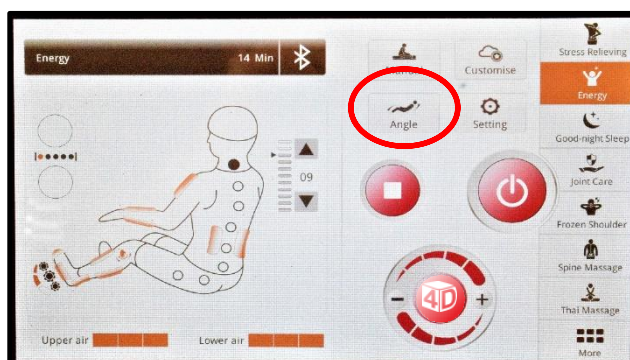 Energy 14 Min
Customise
Angle
Setting
09
4D
Upper air
Lower air
Stress Relieving
Energy
Good-night Sleep
Joint Care
Frozen Shoulder
Spine Massage
Thai Massage
More